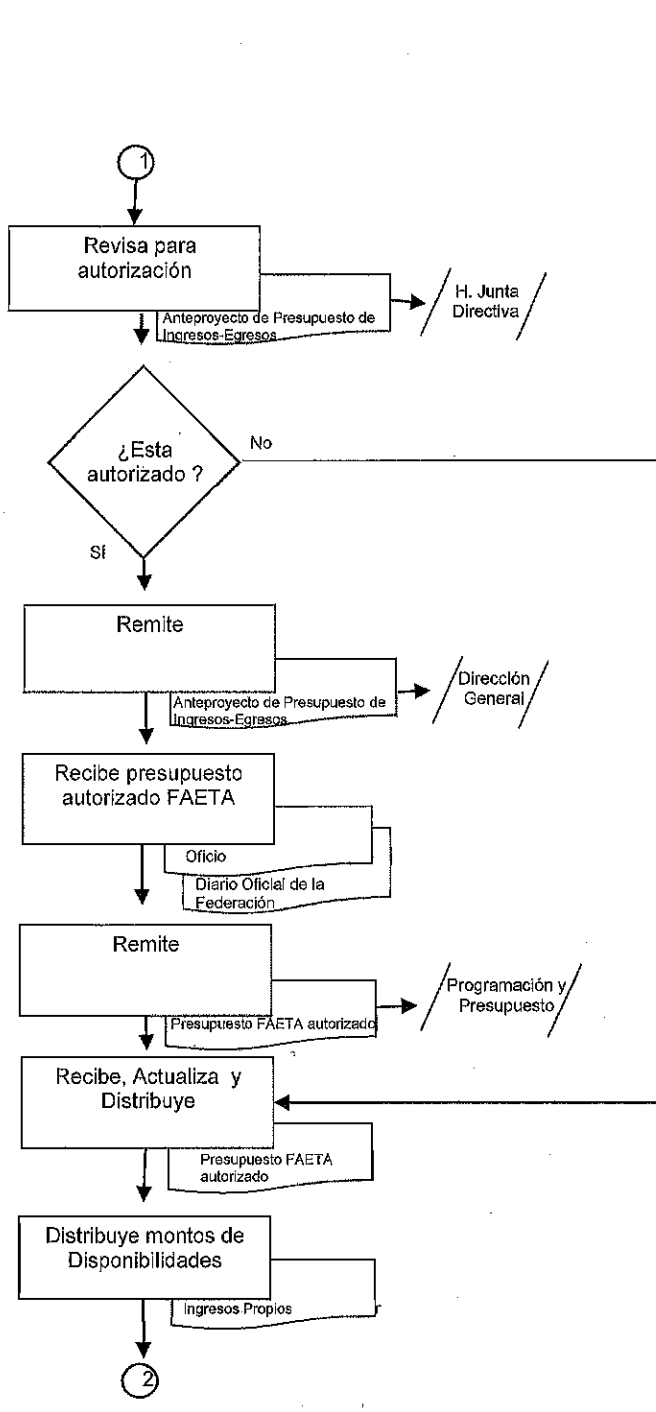 1
Revisa para
autorización
Anteproyecto de Presupuesto de
Ingresos-Egresos
H. Junta
Directiva
¿Esta
autorizado ?
No
Sí
Remite
Anteproyecto de Presupuesto de
Ingresos-Egresos
Dirección
General
Recibe presupuesto
autorizado FAETA
Oficio
Diario Oficial de la
Federación
Remite
Presupuesto FAETA autorizado
Programación y
Presupuesto
Recibe, Actualiza y
Distribuye
Presupuesto FAETA
autorizado
Distribuye montos de
Disponibilidades
Ingresos Propios
r
2